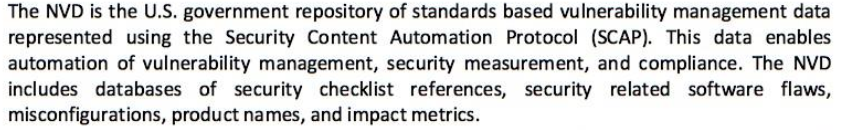 The NVD is the U.S. government repository of standards based vulnerability management data
represented using the Security Content Automation Protocol (SCAP). This data enables
automation of vulnerability management, security measurement, and compliance. The NVD
includes databases of security checklist references, security related software flaws,
misconfigurations, product names, and impact metrics.